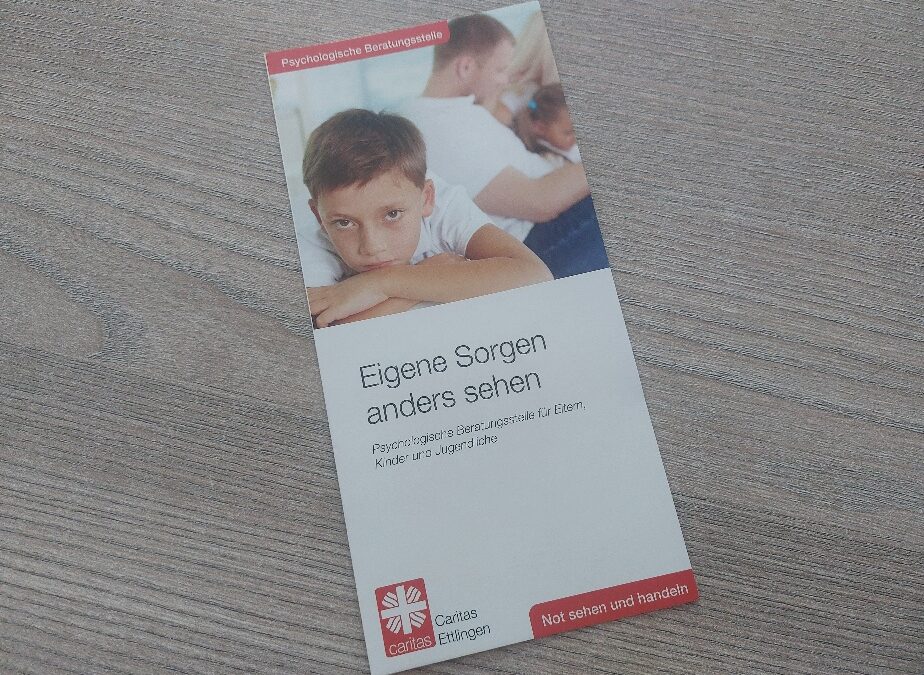 Psychologische Beratungsstelle
Eigene Sorgen
anders sehen
Psychologische Beratungsstelle für Eltern,
Kinder und Jugendliche
caritas
Caritas
Ettlingen
Not sehen und handeln